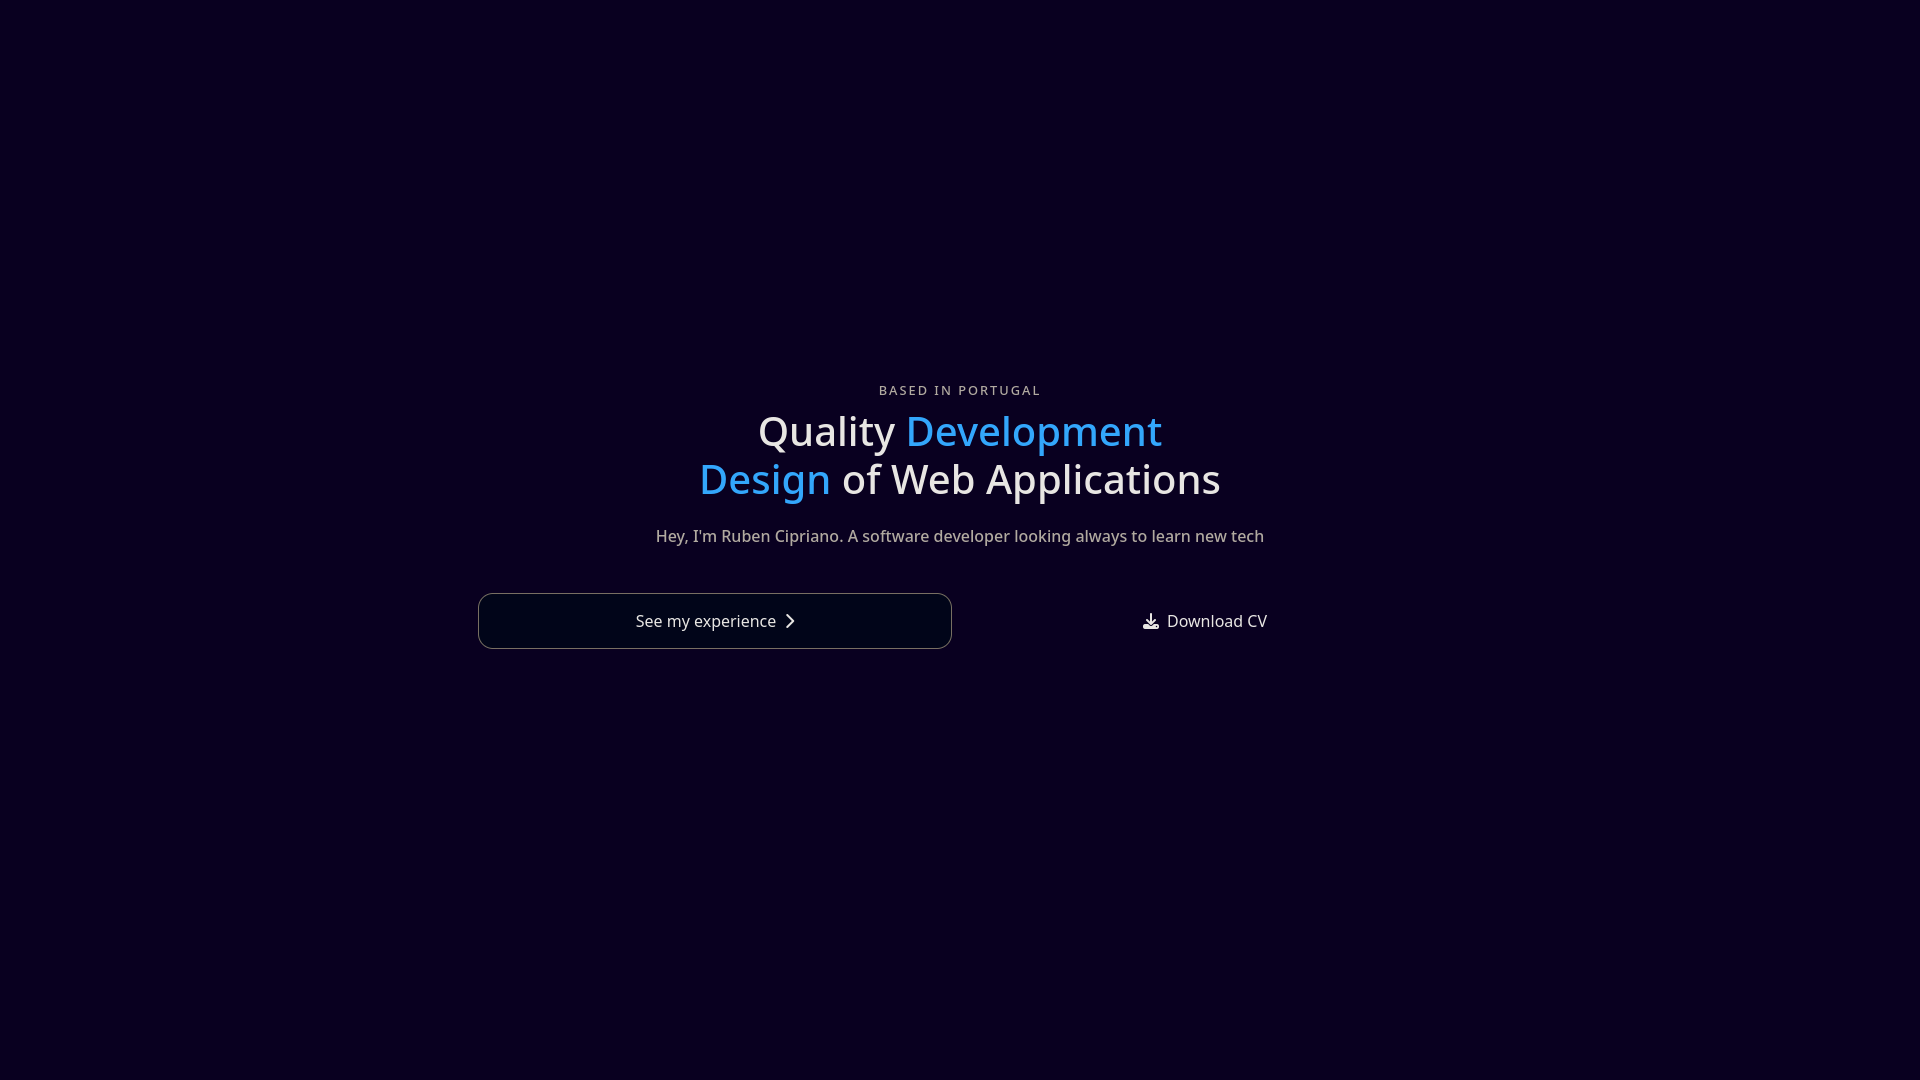 BASED IN PORTUGAL
Quality Development
Design of Web Applications
Hey, I'm Ruben Cipriano. A software developer looking always to learn new tech
See my experience
Download CV